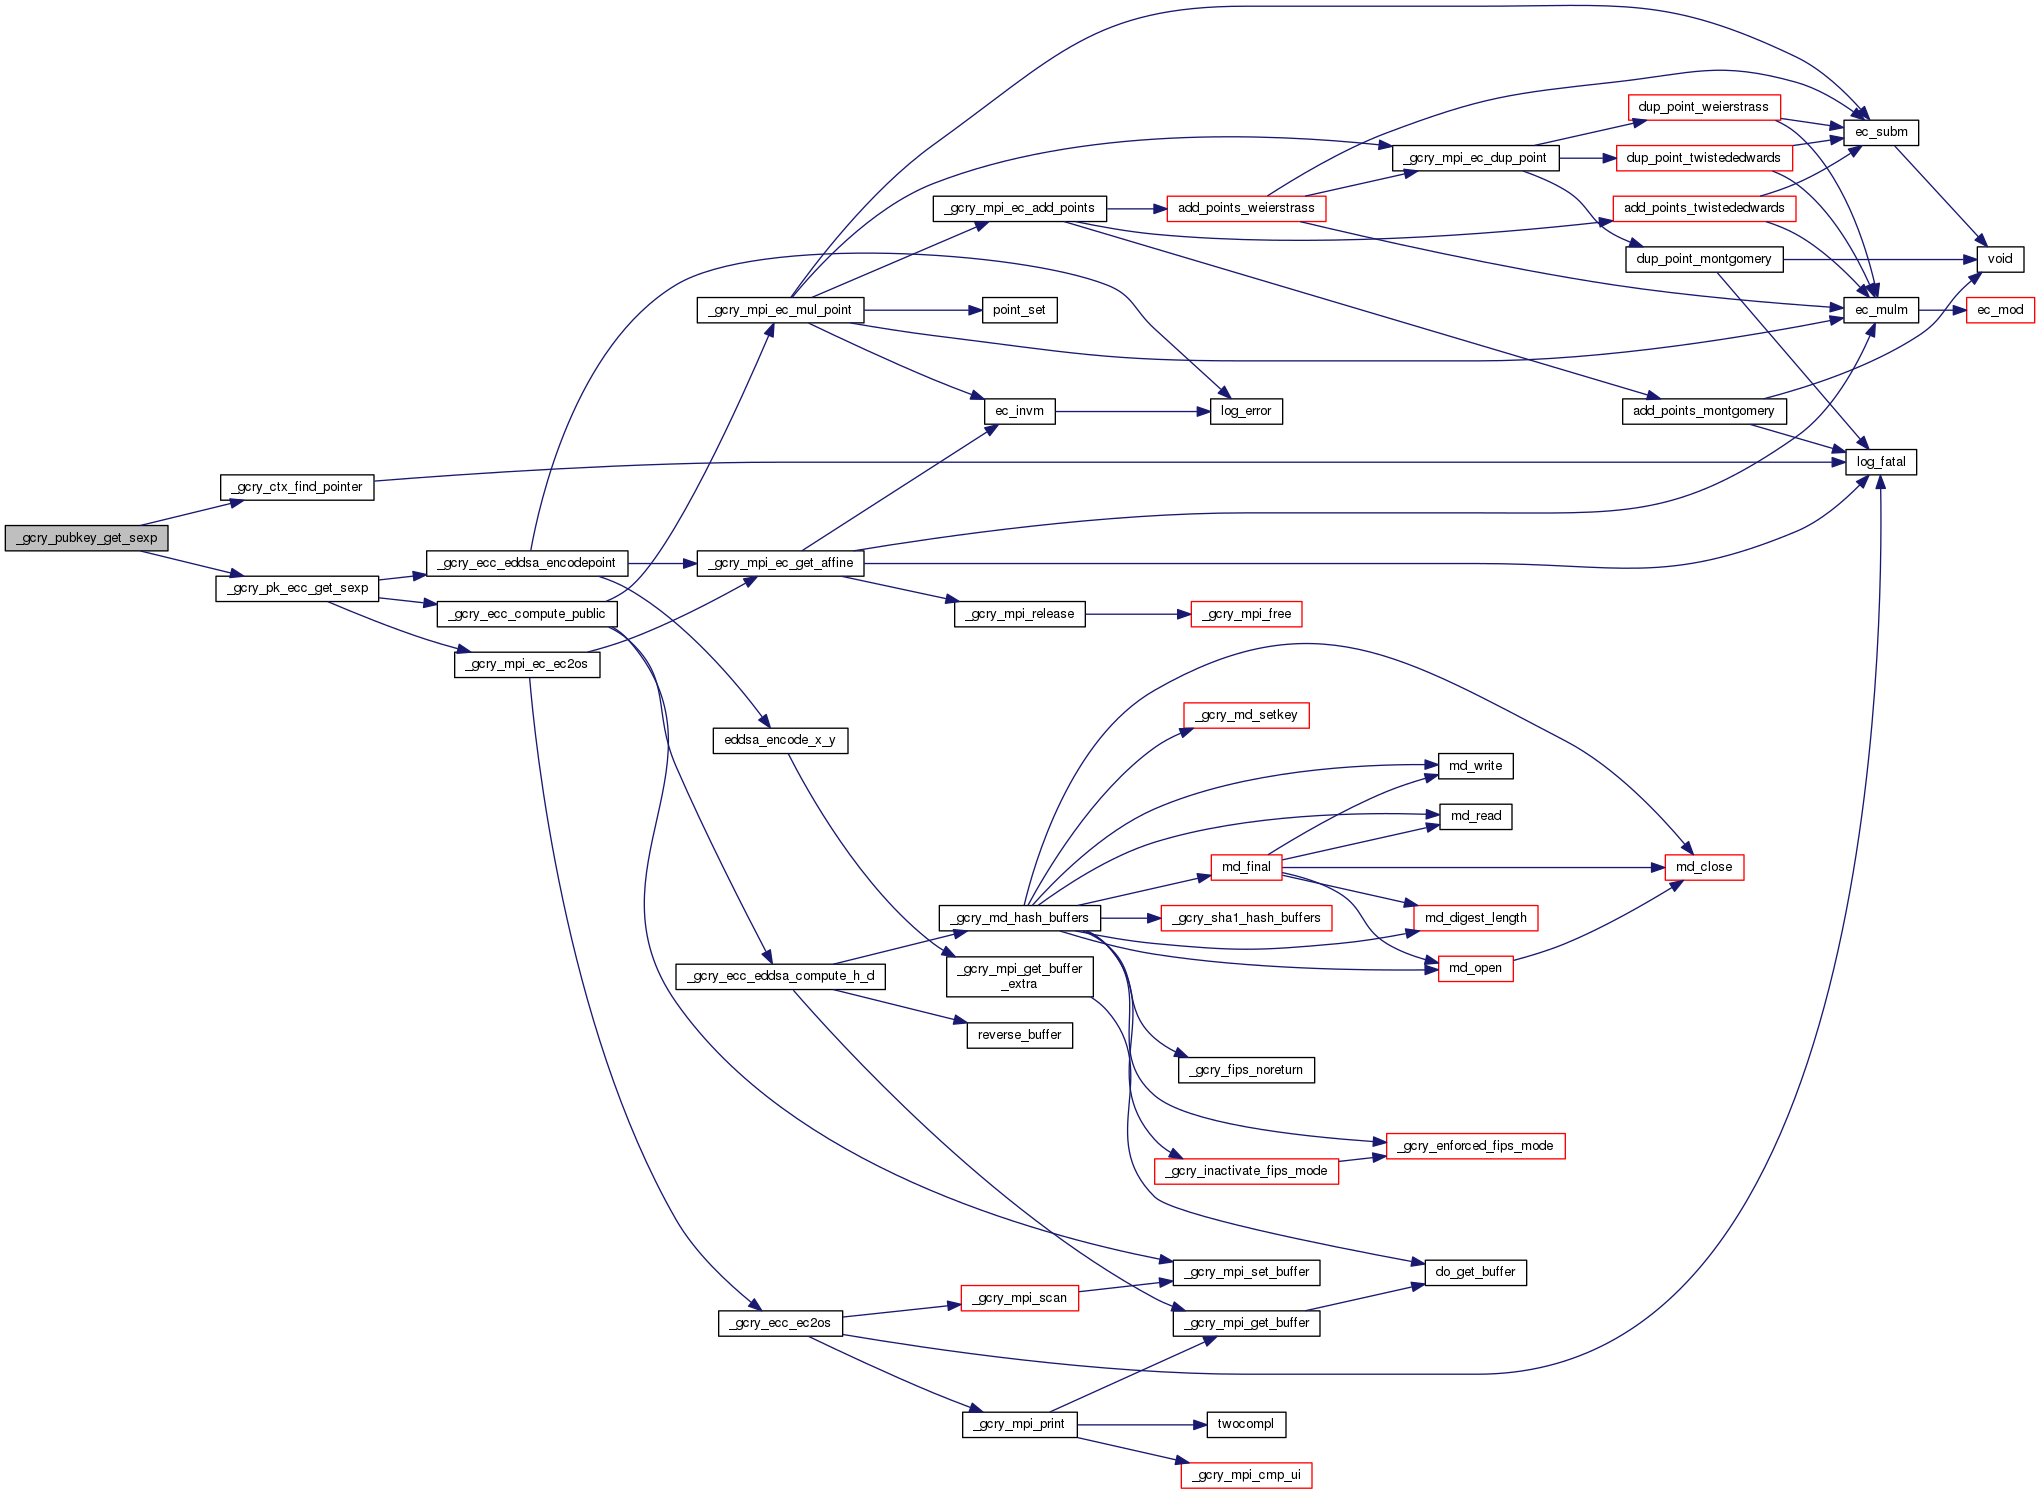 dup_point_weierstrass
ec_subm
_gcry_mpi_ec_dup_point
dup_point_twistededwards
_gcry_mpi_ec_add_points
add_points_weierstrass
add_points_twistededwards
dup_point_montgomery
void
_gcry_mpi_ec_mul_point
point_set
ec_mulm
ec_mod
ec_invm
log_error
add_points_montgomery
log_fatal
_gcry_ctx_find_pointer
_gcry_pubkey_get_sexp
_gcry_ecc_eddsa_encodepoint
_gcry_mpi_ec_get_affine
_gcry_pk_ecc_get_sexp
_gcry_ecc_compute_public
_gcry_mpi_release
_gcry_mpi_free
_gcry_mpi_ec_ec2os
_gcry_md_setkey
eddsa_encode_x_y
md_write
md_read
md_final
md_close
_gcry_md_hash_buffers
_gcry_sha1_hash_buffers
md_digest_length
md_open
_gcry_ecc_eddsa_compute_h_d
_gcry_mpi_get_buffer
_extra
reverse_buffer
_gcry_fips_noreturn
_gcry_enforced_fips_mode
_gcry_inactivate_fips_mode
_gcry_mpi_set_buffer
do_get_buffer
_gcry_mpi_scan
_gcry_ecc_ec2os
_gcry_mpi_get_buffer
_gcry_mpi_print
twocompl
_gcry_mpi_cmp_ui